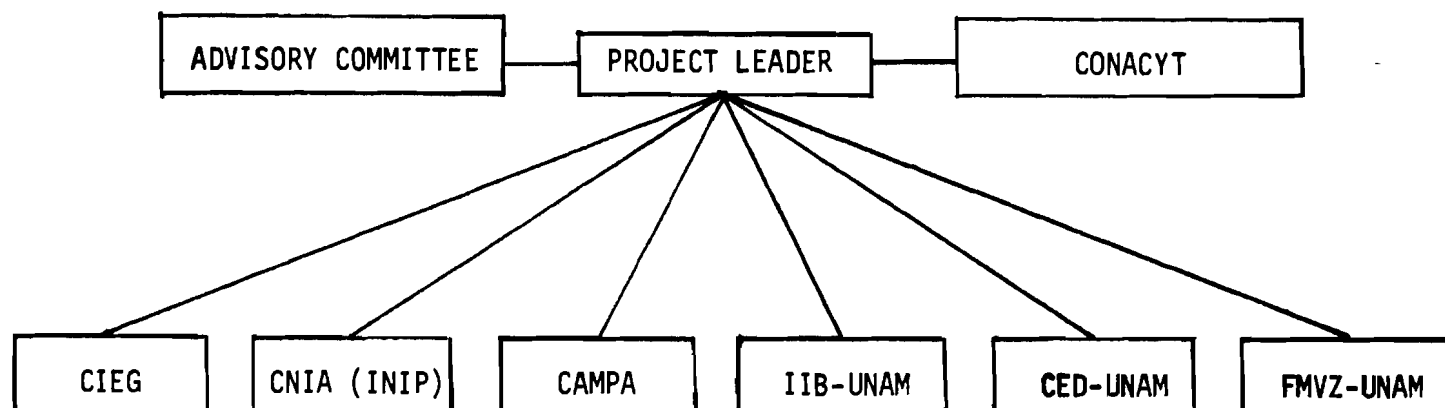 ADVISORY COMMITTEE
PROJECT LEADER
CONACYT
CIEG
CNIA (INIP)
CAMPA
IIB-UNAM
CED-UNAM
FMVZ-UNAM